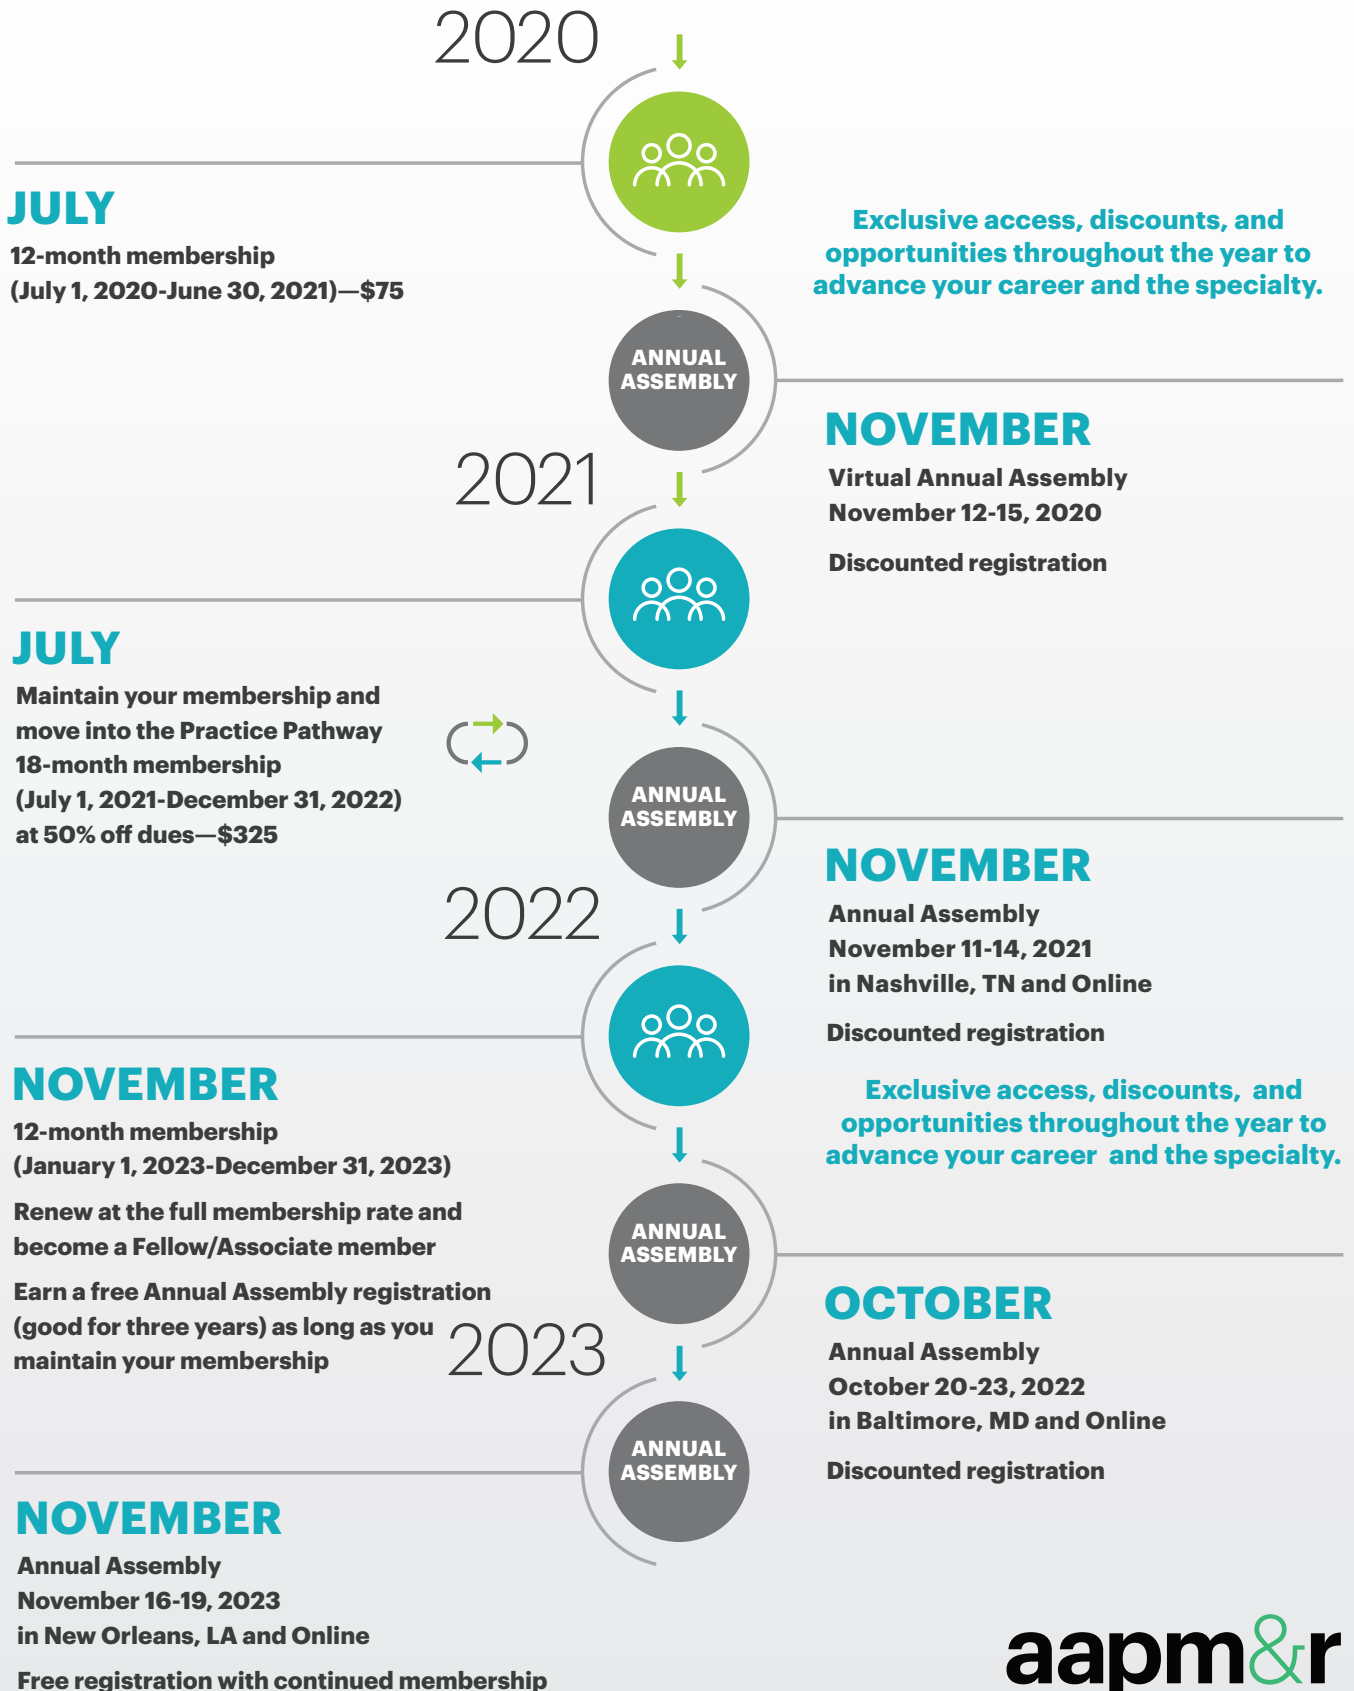 2020
JULY
12-month membership
(July 1, 2020-June 30, 2021)—$75
Exclusive access, discounts, and
opportunities throughout the year to
advance your career and the specialty.
ANNUAL
ASSEMBLY
NOVEMBER
Virtual Annual Assembly
November 12-15, 2020
Discounted registration
2021
JULY
Maintain your membership and
move into the Practice Pathway
18-month membership
(July 1, 2021-December 31, 2022)
at 50% off dues—$325
ANNUAL
ASSEMBLY
NOVEMBER
Annual Assembly
November 11-14, 2021
in Nashville, TN and Online
Discounted registration
2022
NOVEMBER
12-month membership
(January 1, 2023-December 31, 2023)
Renew at the full membership rate and
become a Fellow/Associate member
Earn a free Annual Assembly registration
(good for three years) as long as you
maintain your membership
Exclusive access, discounts, and
opportunities throughout the year to
advance your career and the specialty.
ANNUAL
ASSEMBLY
OCTOBER
Annual Assembly
October 20-23, 2022
in Baltimore, MD and Online
Discounted registration
2023
ANNUAL
ASSEMBLY
NOVEMBER
Annual Assembly
November 16-19, 2023
in New Orleans, LA and Online
Free registration with continued membership
aapm&r